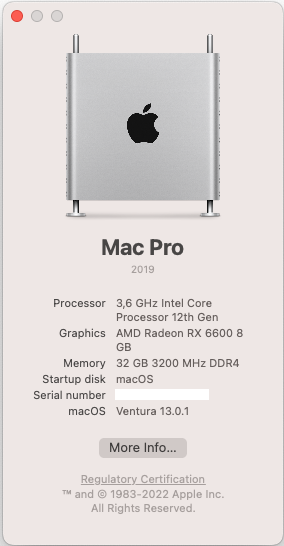 Mac Pro
2019
Processor 3,6 GHz Intel Core
Processor 12th Gen
Graphics AMD Radeon RX 6600 8
GB
Memory 32 GB 3200 MHz DDR4
Startup disk macOS
Serial number
macOS Ventura 13.0.1
More Info...
Regulatory Certification
™ and © 1983-2022 Apple Inc.
All Rights Reserved.